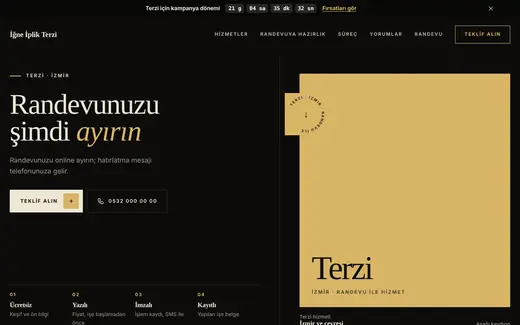 Terzi için kampanya dönemi 21 g 04 sa 35 dk 32 sn Fırsatları gör
İğne İplik Terzi
HİZMETLER RANDEVUYA HAZIRLIK SÜREÇ YORUMLAR RANDEVU TEKLİF ALIN
TERZİ · İZMİR
Randevunuzu
şimdi ayırın
Randevunuzu online ayırın; hatırlatma mesajı
telefonunuza gelir.
TEKLİF ALIN
0532 000 00 00
Terzi
İZMİR · RANDEVU İLE HİZMET
01 02 03 04
Ücretsiz Yazılı İmzalı Kayıtlı
Keşif ve bilgi Fiyat, işe başlamadan önce İşlem kaydı, SMS ile Yapılan işe belge
Terzi hizmeti
İzmir ve çevresi